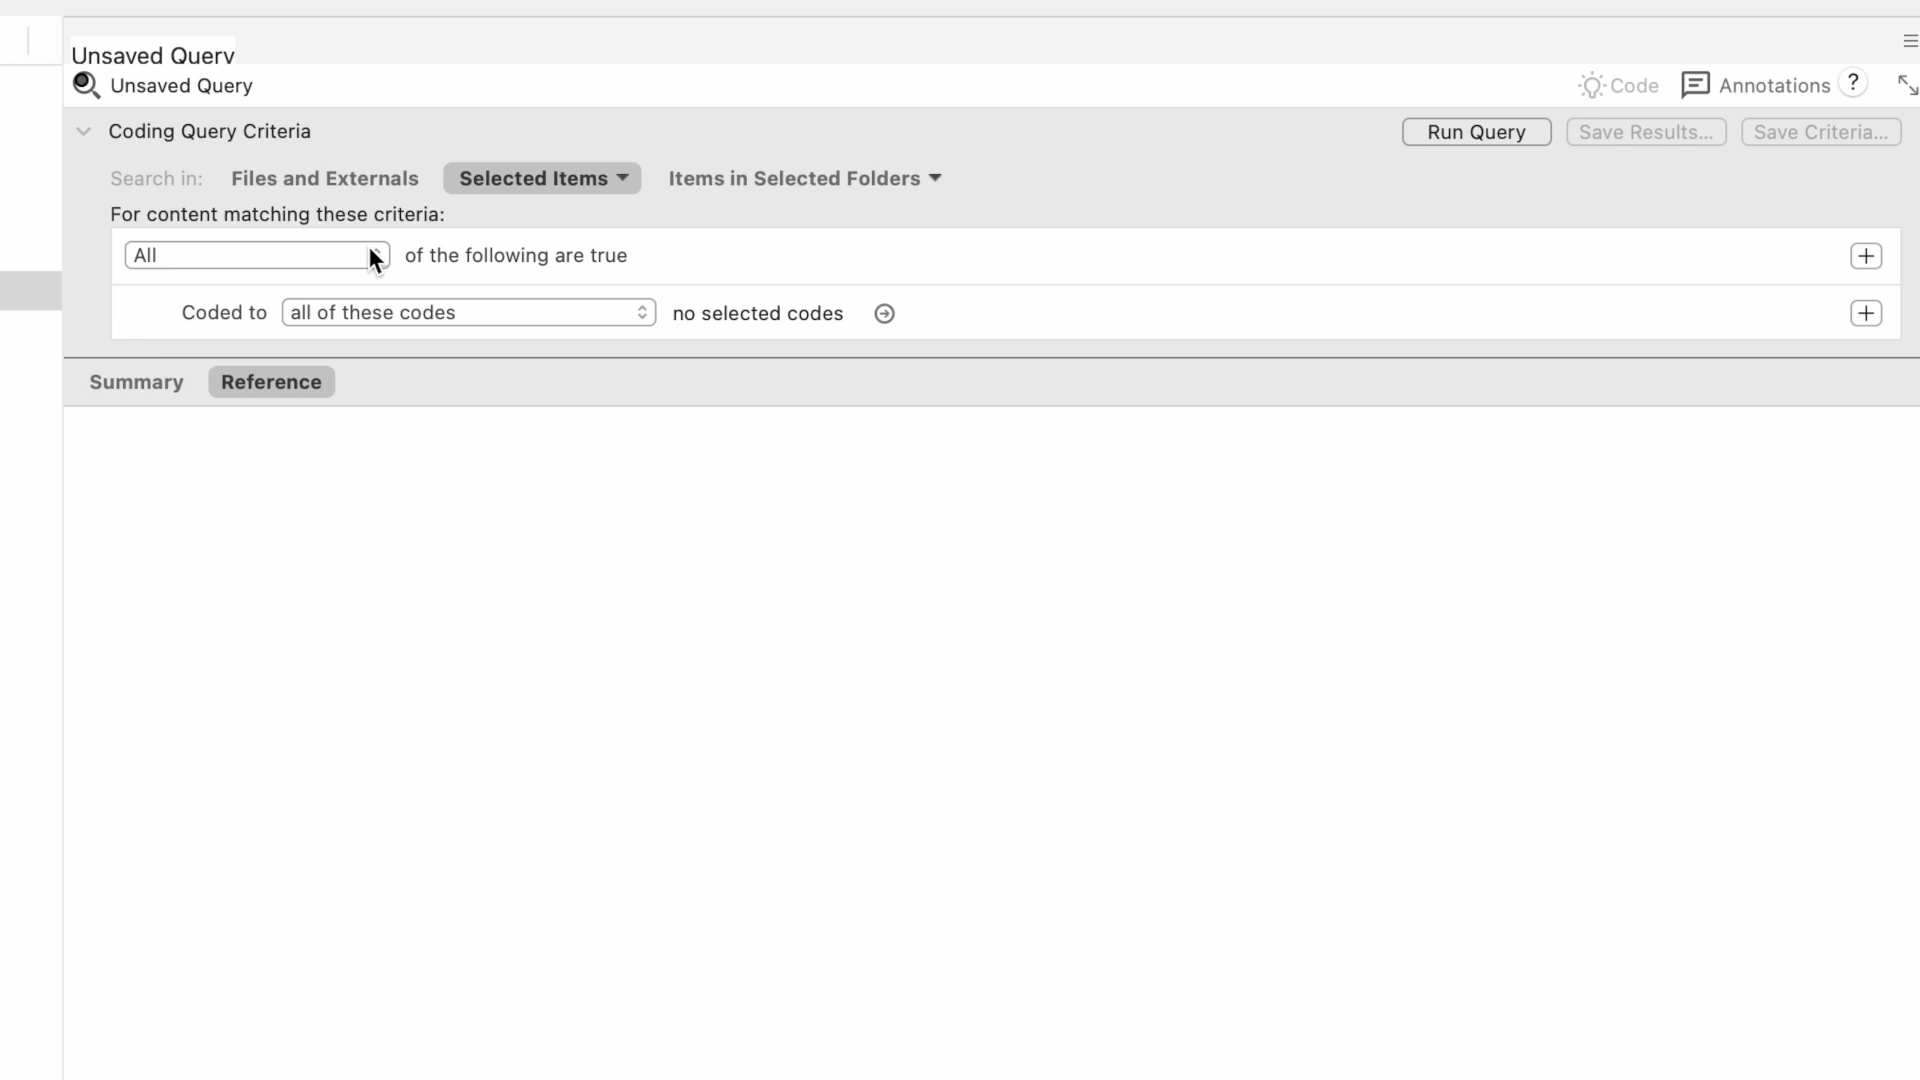 Unsaved Query
Unsaved Query Code Annotations ?
Coding Query Criteria Run Query Save Results... Save Criteria...
Search in: Files and Externals Selected Items Items in Selected Folders
For content matching these criteria:
All of the following are true
Coded to all of these codes no selected codes
Summary Reference